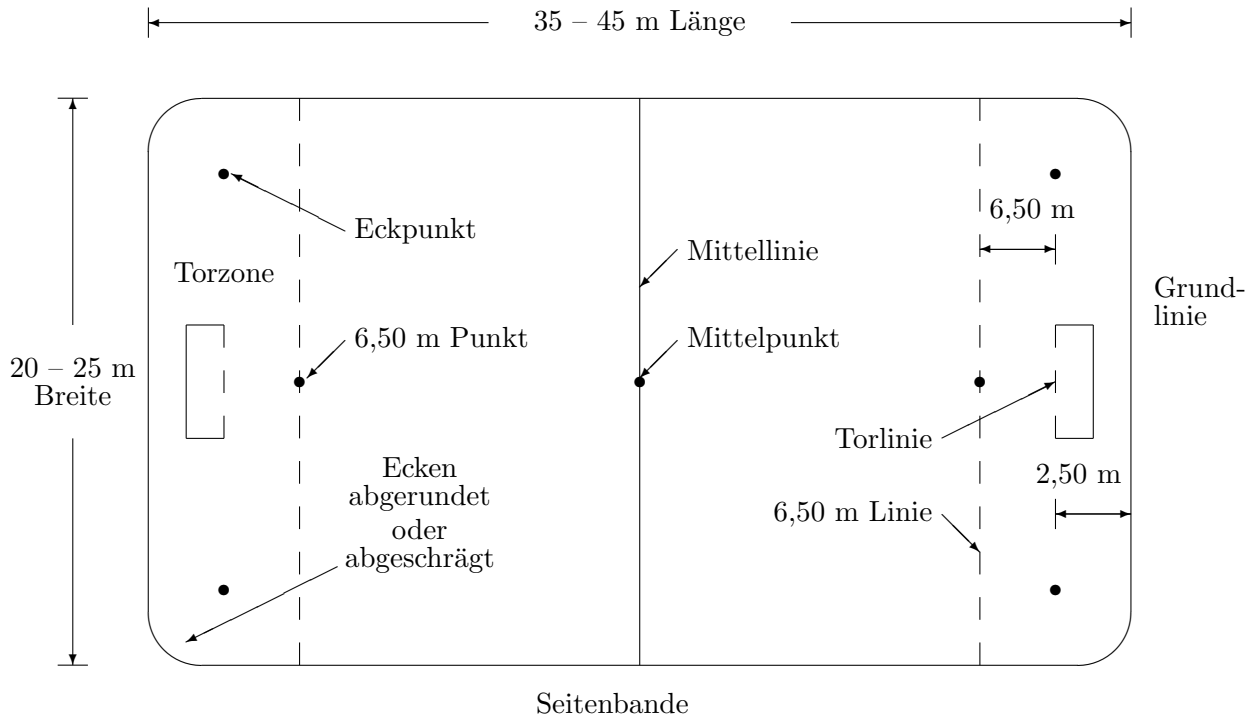 35 – 45 m Länge
6,50 m
Eckpunkt
Mittellinie
Torzone
Grund-
linie
6,50 m Punkt
Mittelpunkt
20 – 25 m
Breite
Torlinie
Ecken
abgerundet
oder
abgeschrägt
2,50 m
6,50 m Linie
Seitenbande